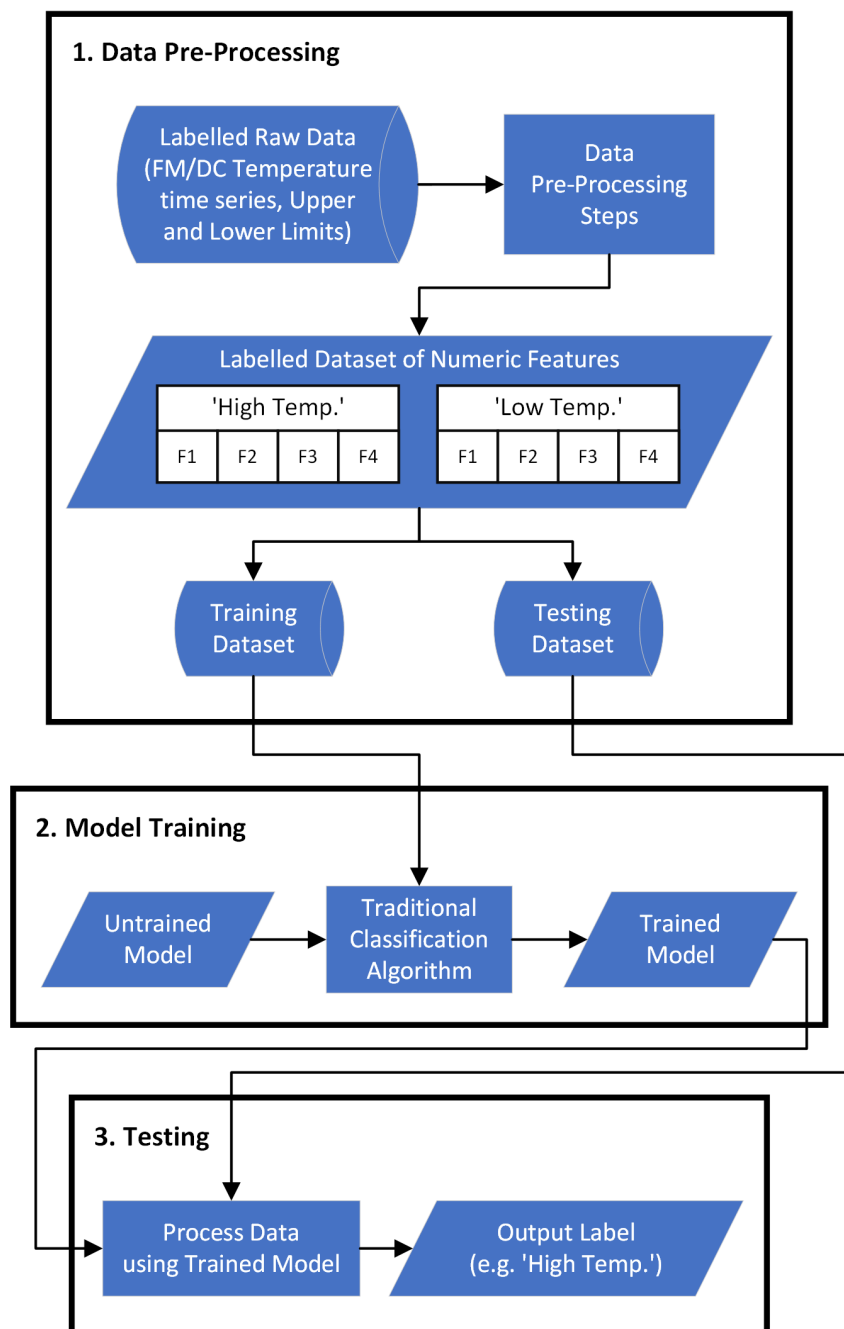 1. Data Pre-Processing
Labelled Raw Data
(FM/DC Temperature
time series, Upper
and Lower Limits)
Data
Pre-Processing
Steps
Labelled Dataset of Numeric Features
'High Temp.'
F1 F2 F3 F4
'Low Temp.'
F1 F2 F3 F4
Training
Dataset
Testing
Dataset
2. Model Training
Untrained
Model
Traditional
Classification
Algorithm
Trained
Model
3. Testing
Process Data
using Trained Model
Output Label
(e.g. 'High Temp.')